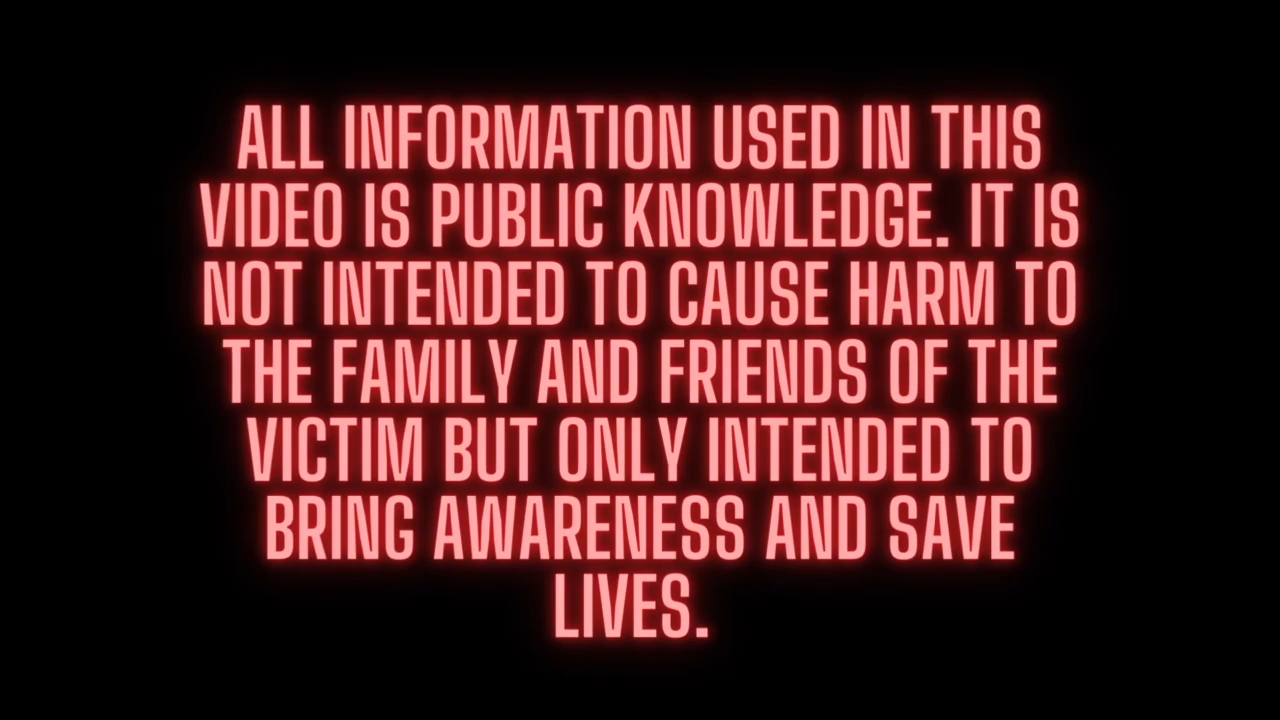 ALL INFORMATION USED IN THIS
VIDEO IS PUBLIC KNOWLEDGE. IT IS
NOT INTENDED TO CAUSE HARM TO
THE FAMILY AND FRIENDS OF THE
VICTIM BUT ONLY INTENDED TO
BRING AWARENESS AND SAVE
LIVES.